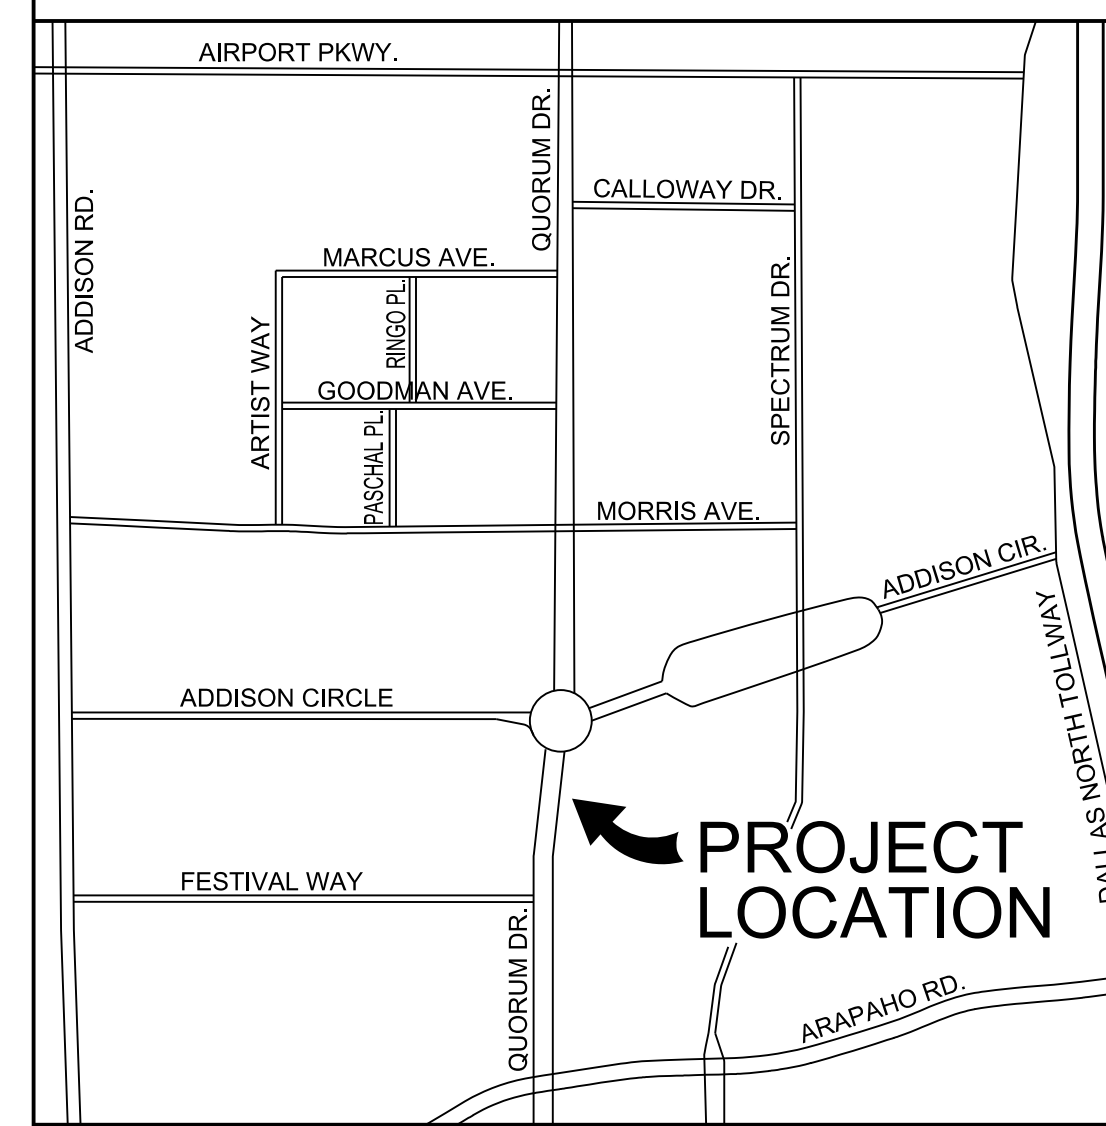 AIRPORT PKWY.
QUORUM DR.
CALLOWAY DR.
ADDISON RD.
MARCUS AVE.
RINGO PL.
SPECTRUM DR.
ARTIST WAY
GOODMAN AVE.
PASCHAL PL.
MORRIS AVE.
ADDISON CIR.
DALLAS NORTH TOLLWAY
ADDISON CIRCLE
PROJECT
LOCATION
FESTIVAL WAY
QUORUM DR.
ARAPAHO RD.